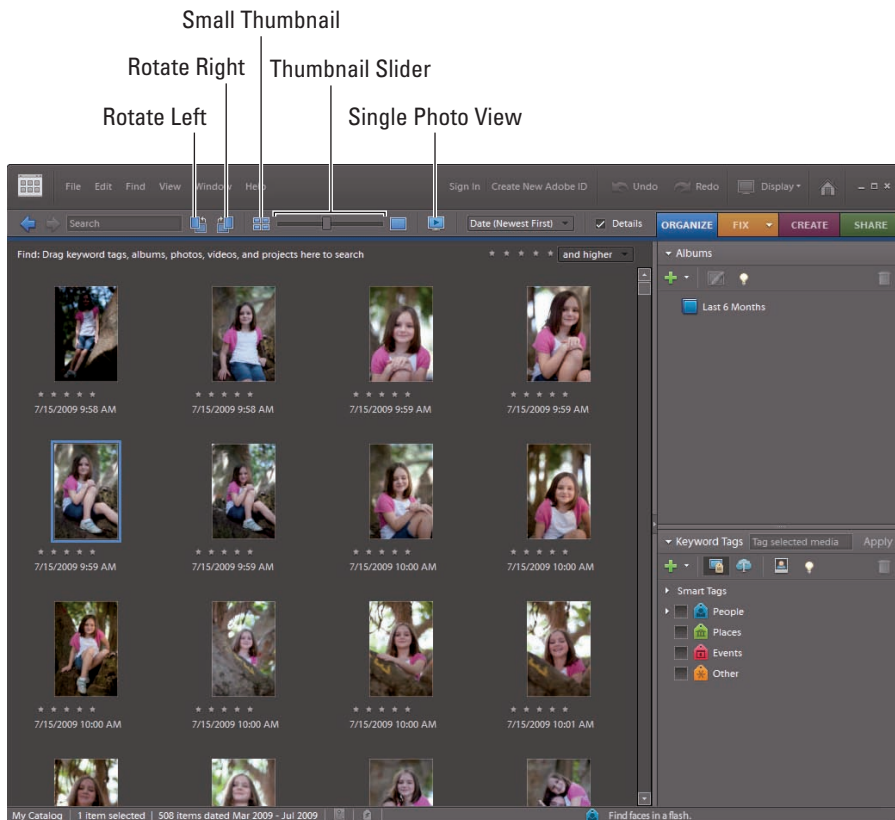 Small Thumbnail
Rotate Right
Thumbnail Slider
Rotate Left
Single Photo View
File Edit Find View Window Help
Sign In Create New Adobe ID Undo Redo Display
Search
Date (Newest First)
Details
ORGANIZE FIX CREATE SHARE
Find: Drag keyword tags, albums, photos, videos, and projects here to search
and higher
Albums
Last 6 Months
7/15/2009 9:58 AM 7/15/2009 9:58 AM 7/15/2009 9:59 AM 7/15/2009 9:59 AM
7/15/2009 9:59 AM 7/15/2009 9:59 AM 7/15/2009 10:00 AM 7/15/2009 10:00 AM
7/15/2009 10:00 AM 7/15/2009 10:00 AM 7/15/2009 10:00 AM 7/15/2009 10:01 AM
Keyword Tags Tag selected media Apply
Smart Tags
People
Places
Events
Other
My Catalog 1 item selected 508 items dated Mar 2009 - Jul 2009
Find faces in a flash.